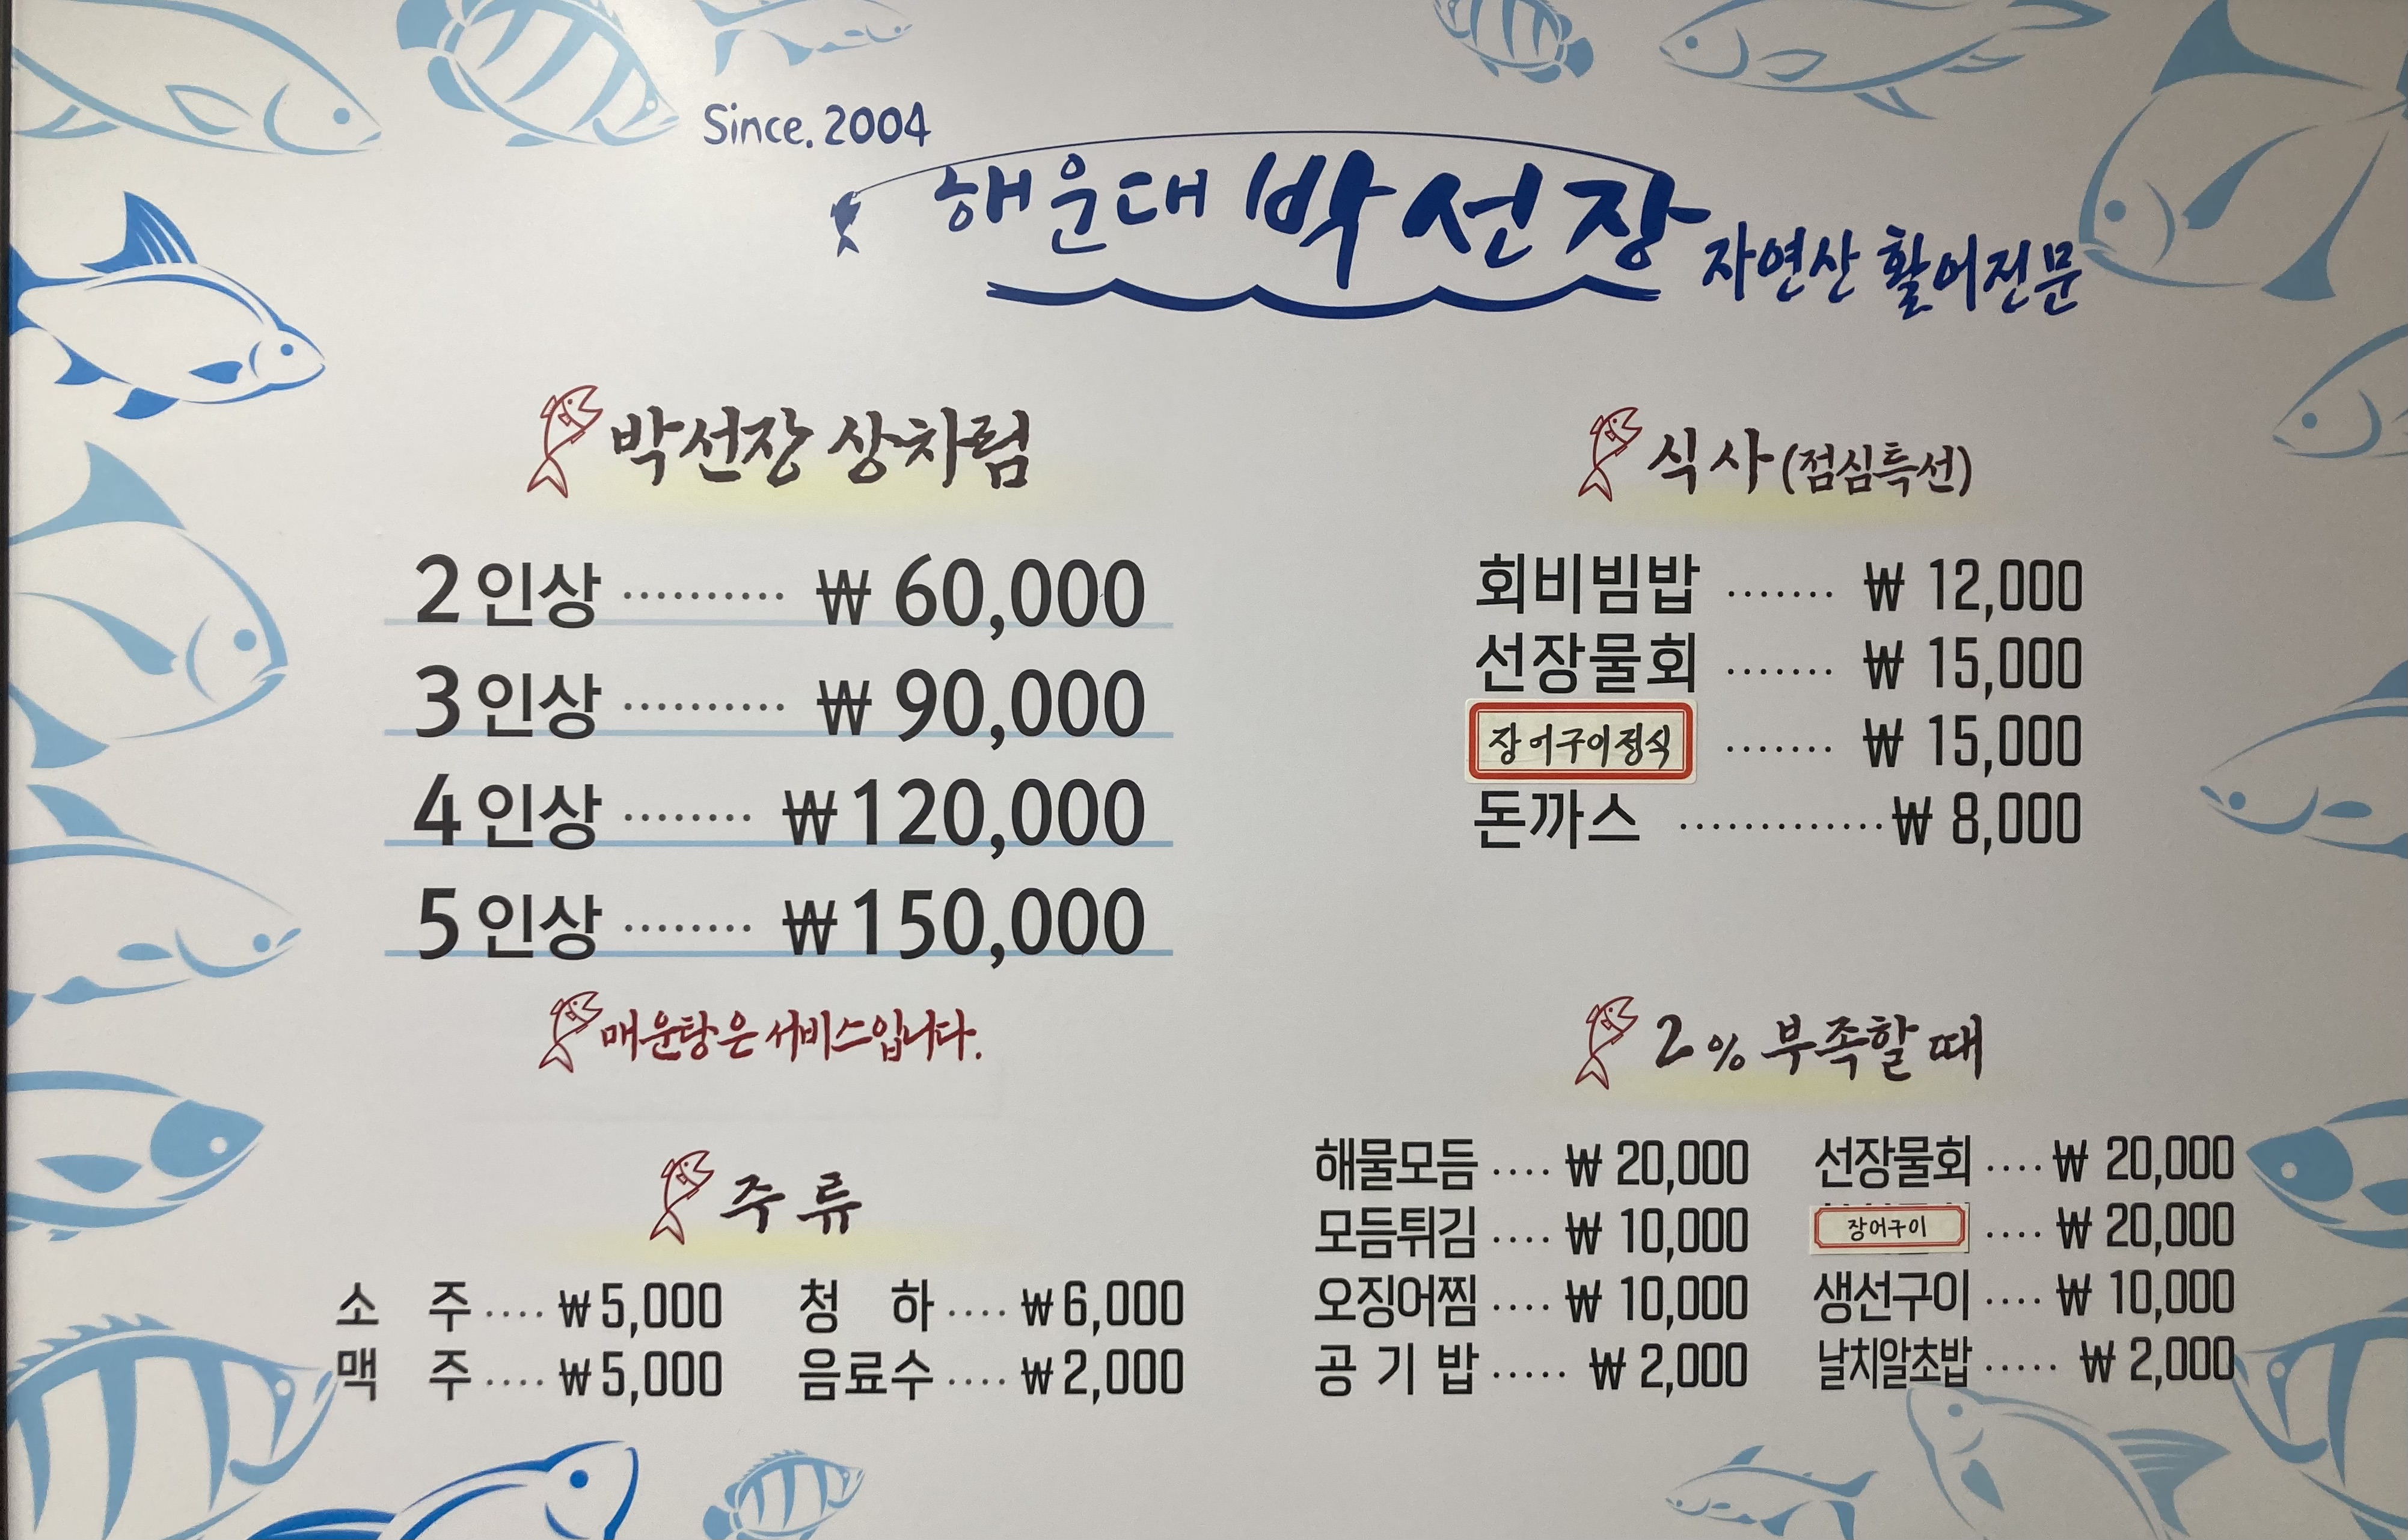 Since. 2004
해운대 박선장 자연산 활어전문
박선장 상차림
2인상 ·········· ₩ 60,000
3인상 ·········· ₩ 90,000
4인상 ········ ₩120,000
5인상 ········ ₩150,000
매운탕은 서비스입니다.
주류
소 주 ···· ₩5,000
맥 주 ···· ₩5,000
청 하 ···· ₩6,000
음료수 ···· ₩2,000
식사 (점심특선)
회비빔밥 ······· ₩ 12,000
선장물회 ······· ₩ 15,000
장어구이정식 ······· ₩ 15,000
돈까스 ············· ₩ 8,000
2% 부족할 때
해물모듬 ···· ₩ 20,000
모듬튀김 ···· ₩ 10,000
오징어찜 ···· ₩ 10,000
공 기 밥 ····· ₩ 2,000
선장물회 ···· ₩ 20,000
장어구이 ···· ₩ 20,000
생선구이 ···· ₩ 10,000
날치알초밥 ····· ₩ 2,000